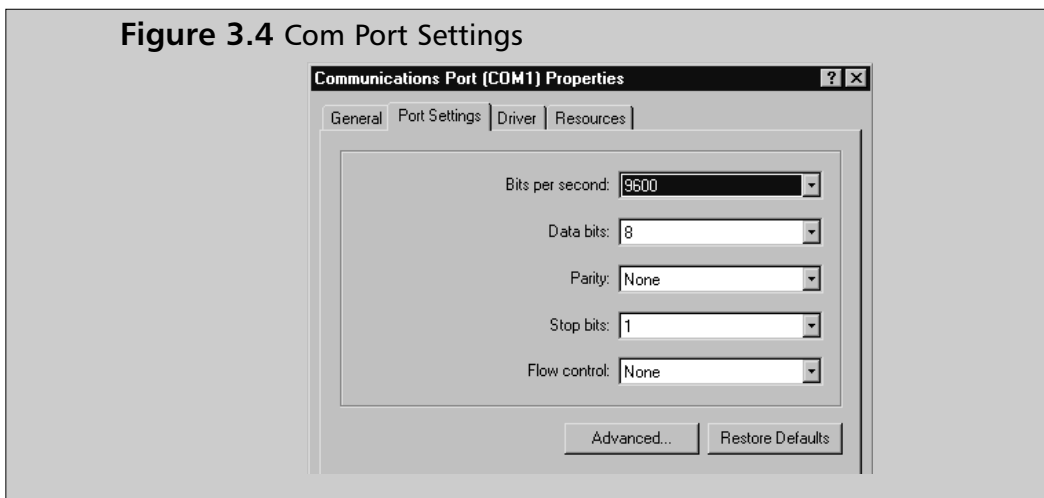 Figure 3.4 Com Port Settings
Communications Port (COM1) Properties
General Port Settings Driver Resources
Bits per second: 9600
Data bits: 8
Parity: None
Stop bits: 1
Flow control: None
Advanced... Restore Defaults